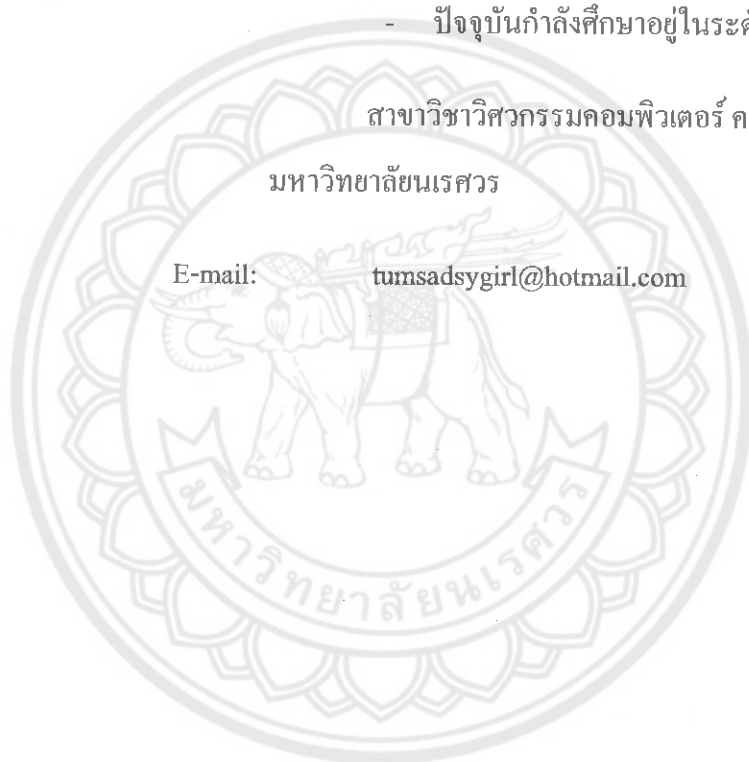 - ปัจจุบันกำลังศึกษาอยู่ในระดั
สาขาวิชาวิศวกรรมคอมพิวเตอร์ ค
มหาวิทยาลัยนเรศวร
E-mail: tumsadsygirl@hotmail.com
มหาวิทยาลัยนเรศวร